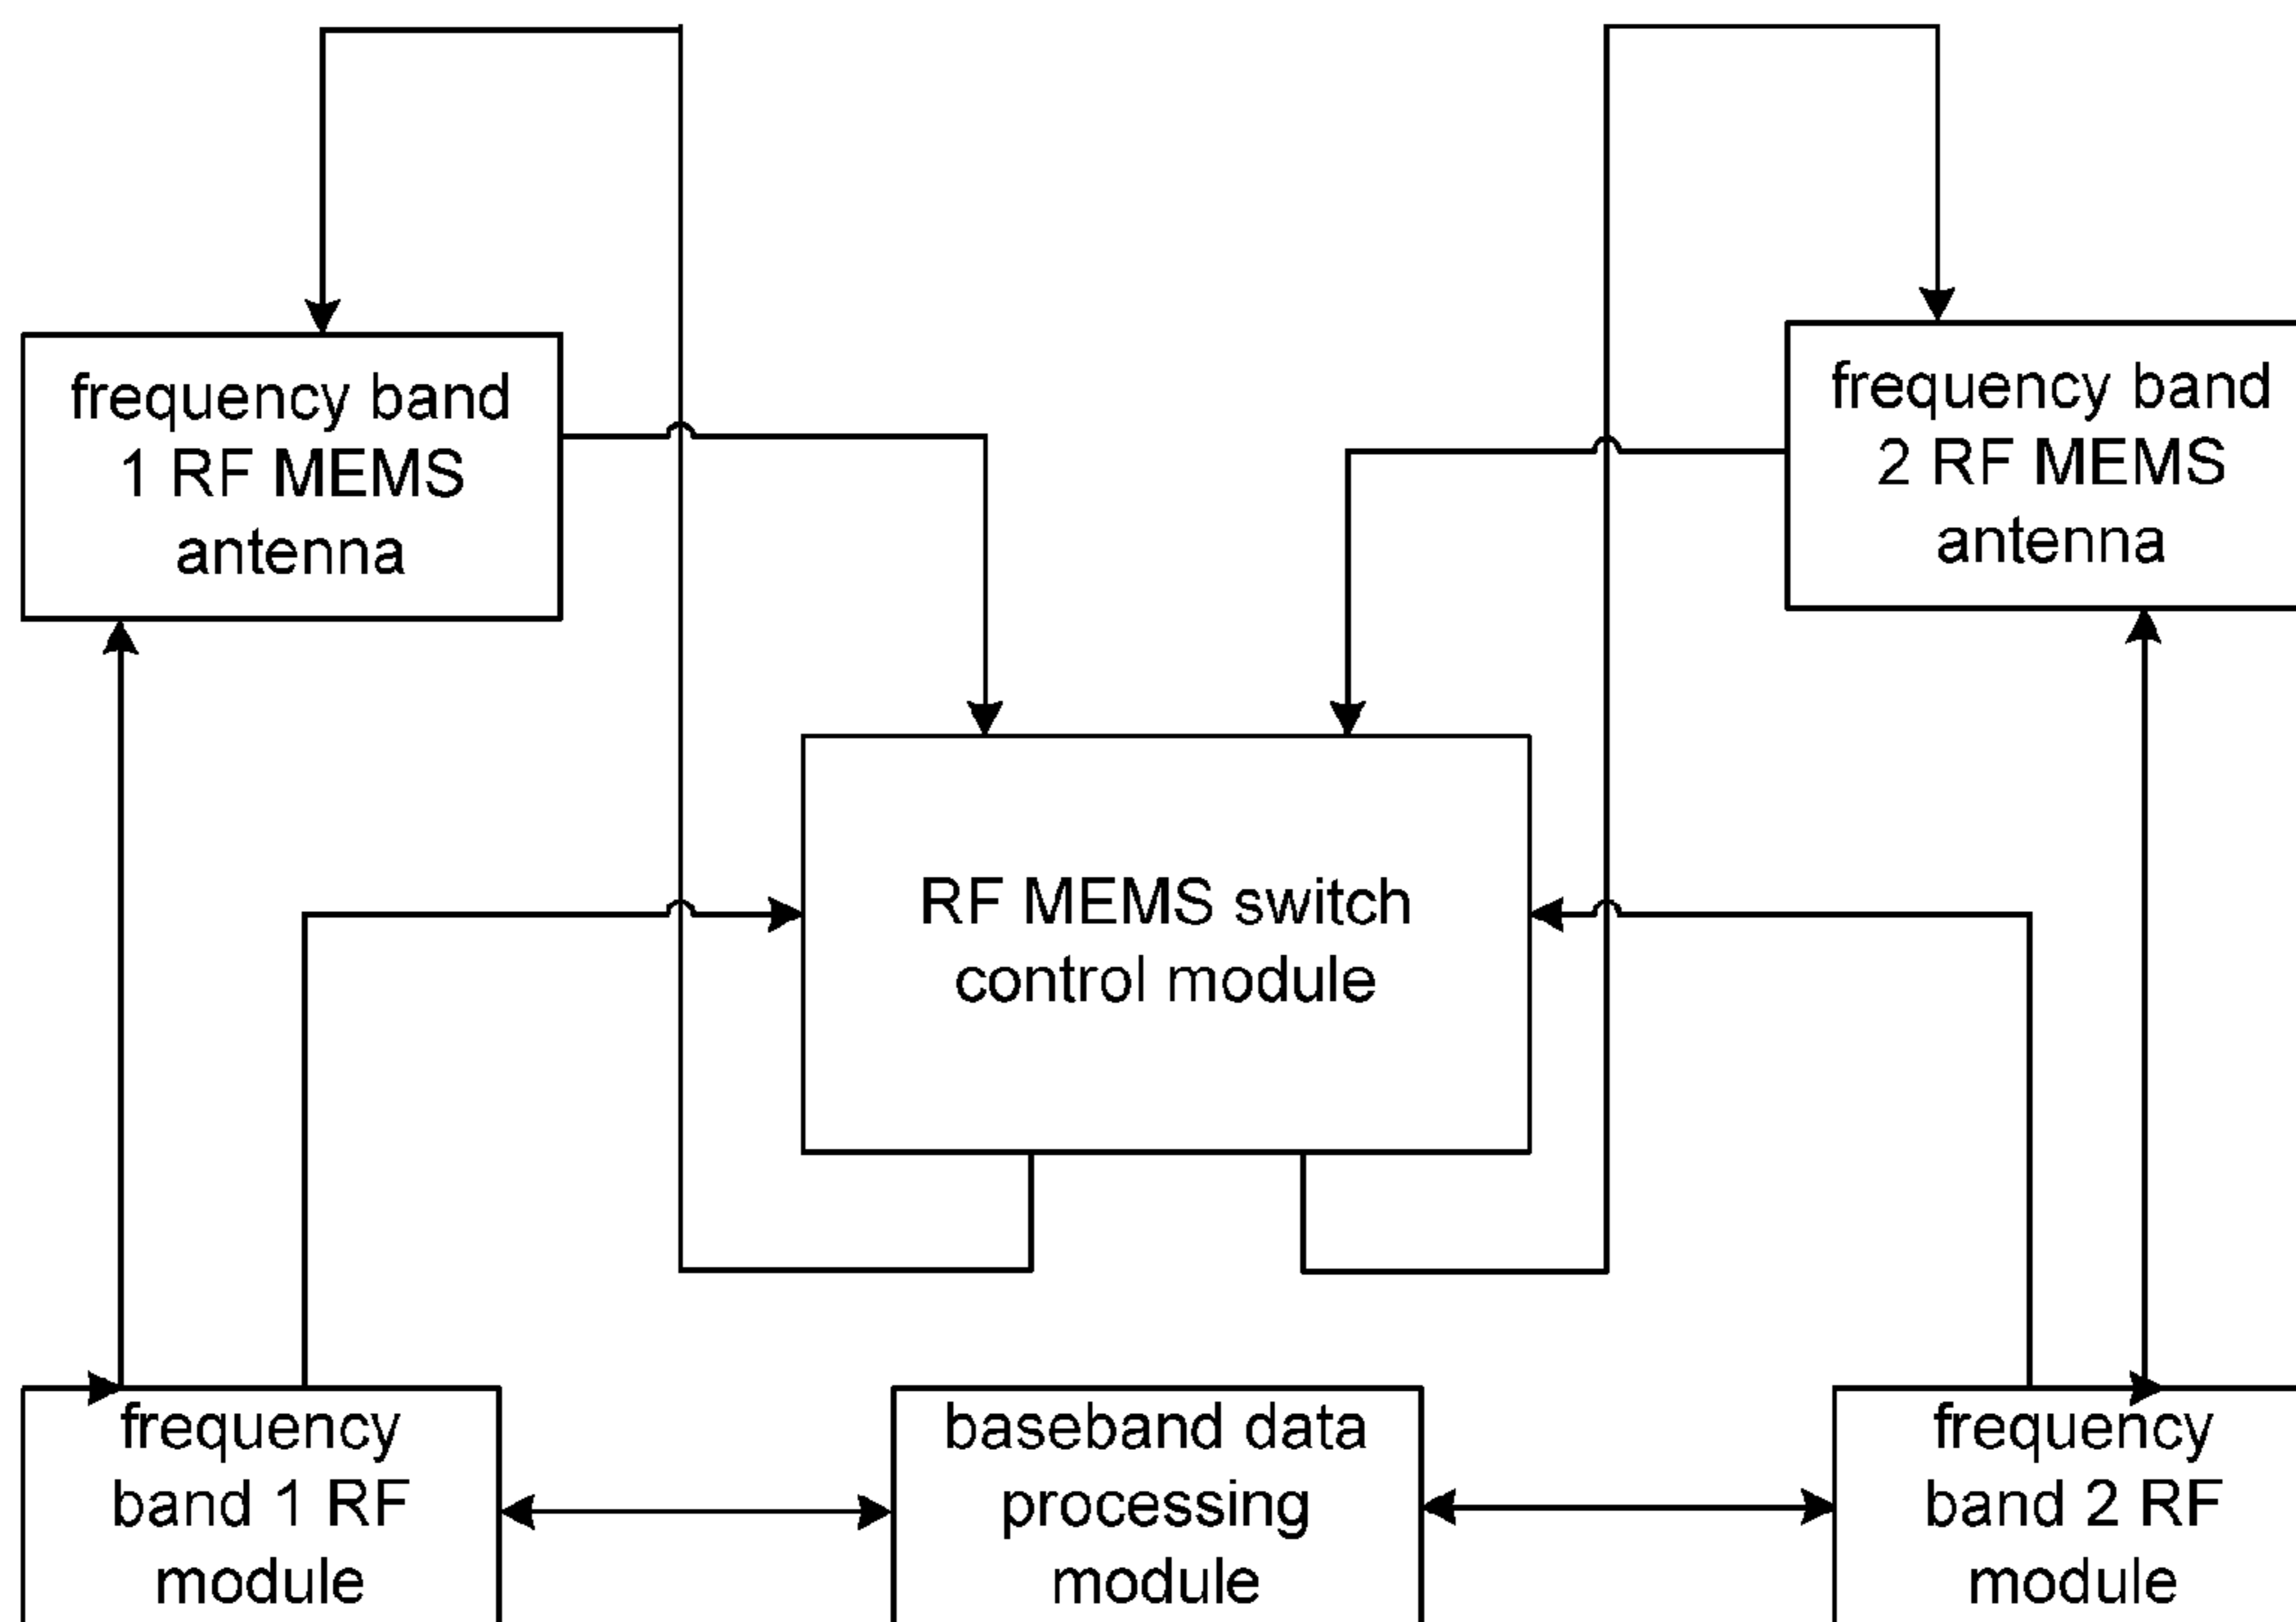 frequency band
1 RF MEMS
antenna
frequency band
2 RF MEMS
antenna
RF MEMS switch
control module
frequency
band 1 RF
module
baseband data
processing
module
frequency
band 2 RF
module